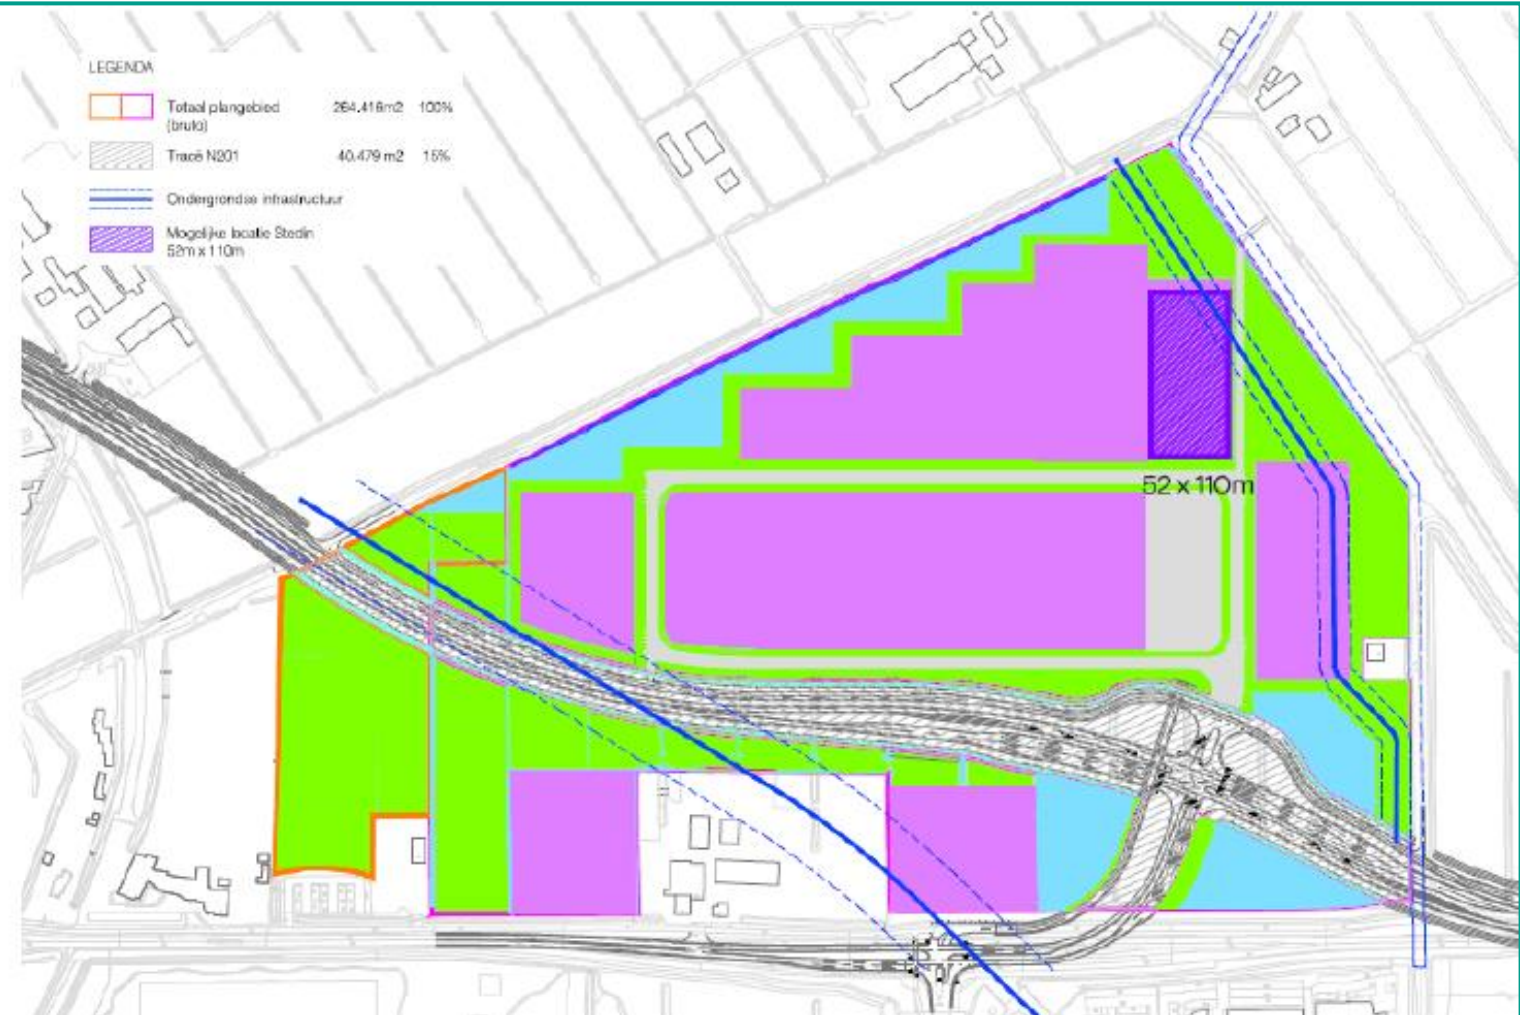 LEGENDA
Totaal plangebied 264.416m2 100%
(bruto)
Tracé N201 40.479 m2 15%
Ondergrondse infrastructuur
Mogelijke locatie Stedin
52m x 110m
52 x 110m